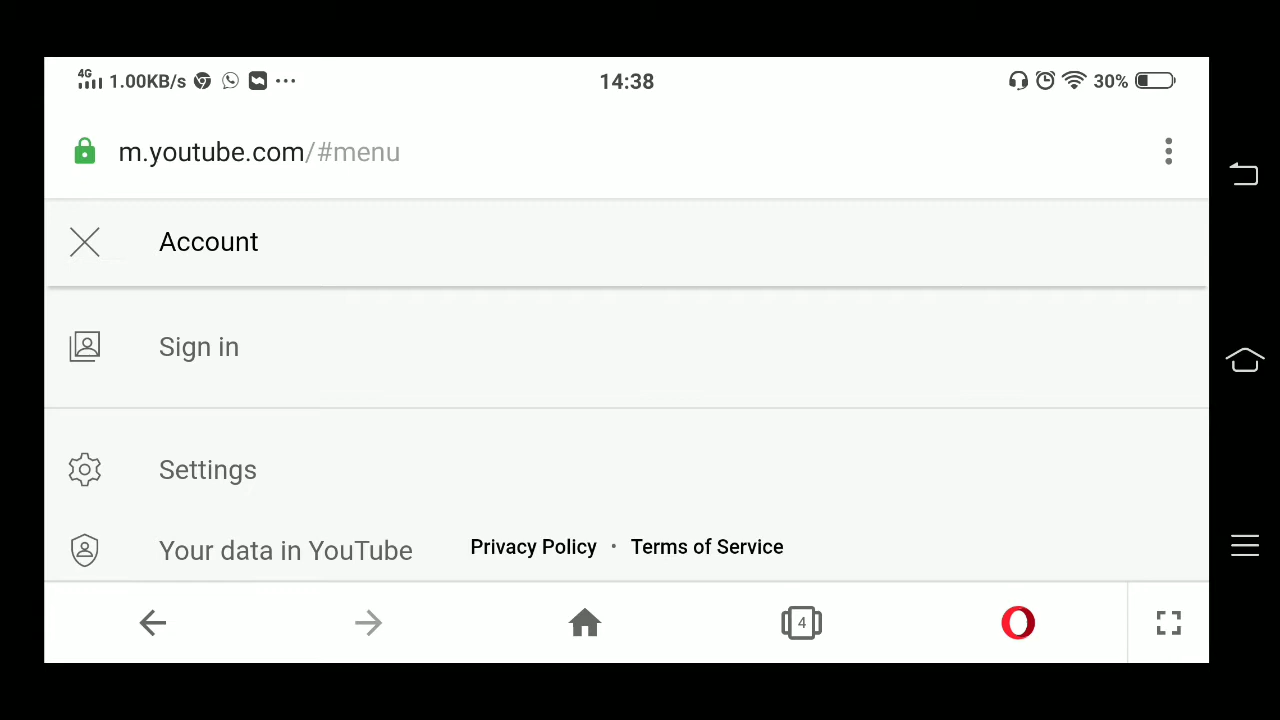 4G 1.00KB/s ... 14:38 30%
m.youtube.com/#menu
Account
Sign in
Settings
Your data in YouTube Privacy Policy • Terms of Service
4